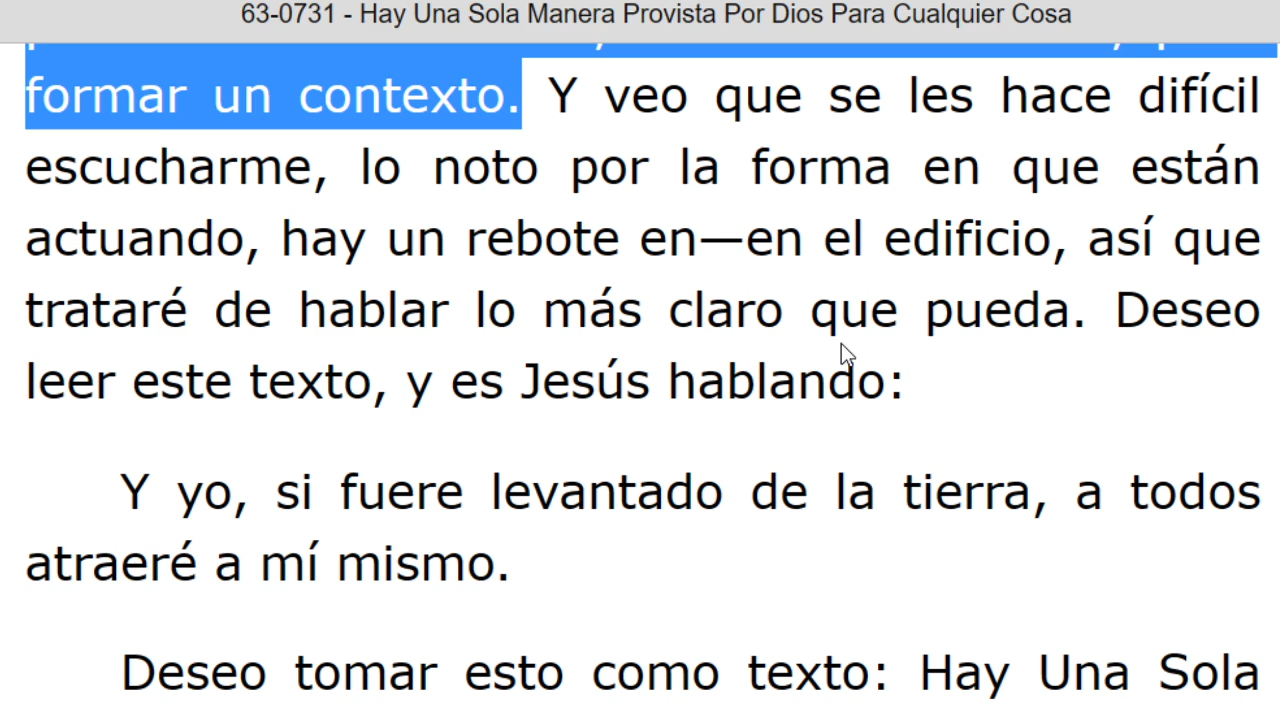 63-0731 - Hay Una Sola Manera Provista Por Dios Para Cualquier Cosa
formar un contexto. Y veo que se les hace difícil
escucharme, lo noto por la forma en que están
actuando, hay un rebote en—en el edificio, así que
trataré de hablar lo más claro que pueda. Deseo
leer este texto, y es Jesús hablando:
Y yo, si fuere levantado de la tierra, a todos
atraeré a mí mismo.
Deseo tomar esto como texto: Hay Una Sola